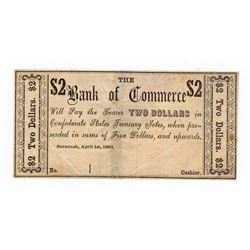 THE
$2 Bank of Commerce $2
Will Pay the Bearer TWO DOLLARS in
Confederate States Treasury Notes, when pre-
sented in sums of Five Dollars, and upwards.
Savannah, April 1st, 1861.
No. Cashier.
$2 Two Dollars. $2
$2 Two Dollars. $2